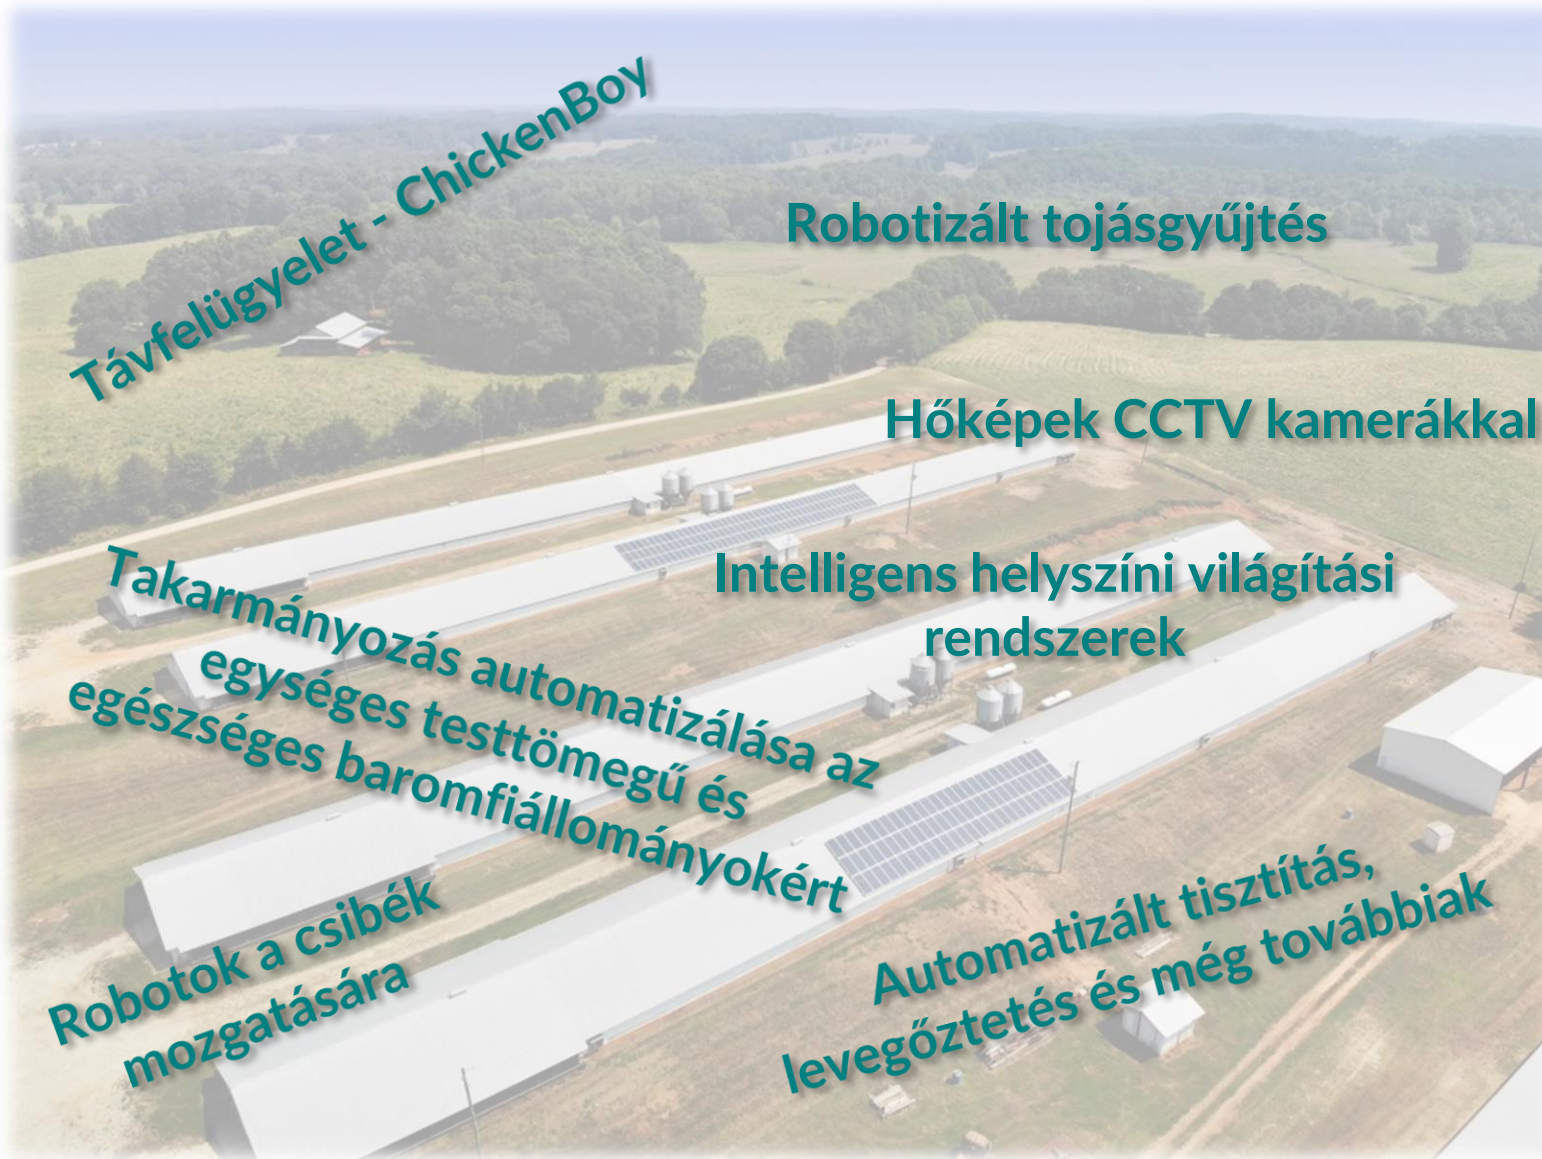 Távfelügyelet - ChickenBoy
Robotizált tojásgyűjtés
Hőképek CCTV kamerákkal
Intelligens helyszíni világítási
rendszerek
Takarmányozás automatizálása az
egységes testtömegű és
egészséges baromfiállományokért
Robotok a csibék
mozgatására
Automatizált tisztítás,
levegőztetés és még továbbiak